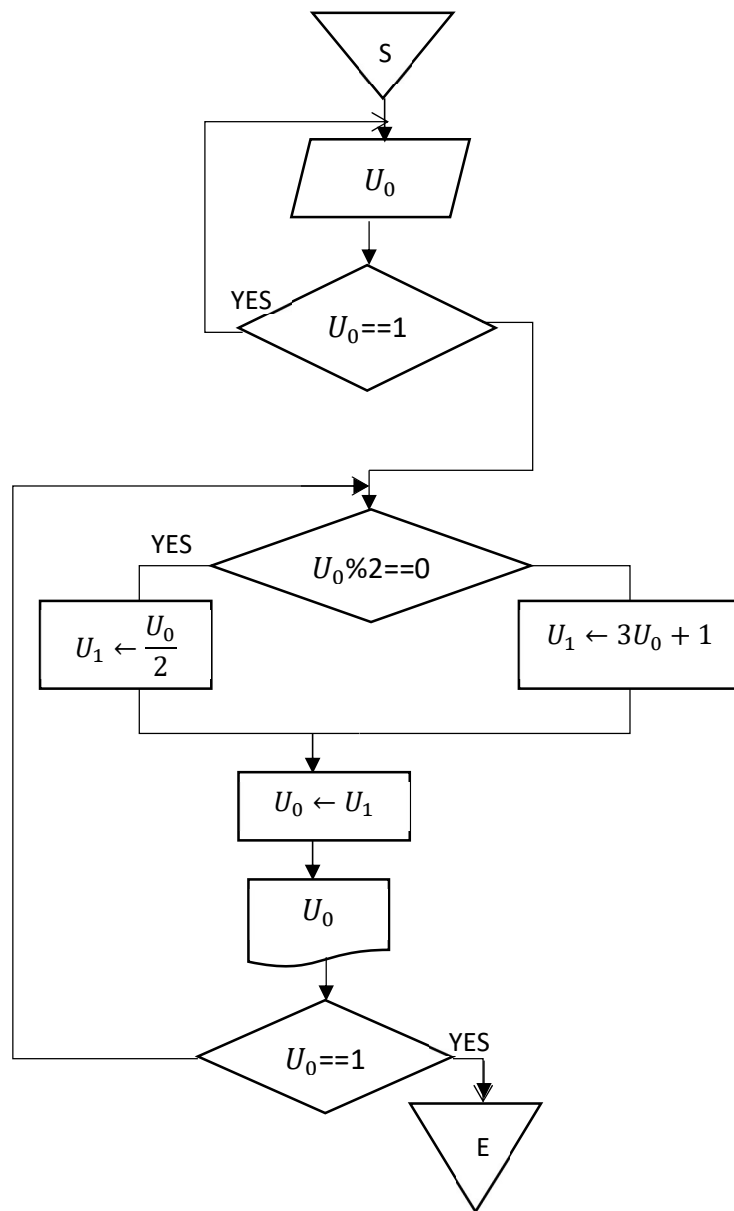 S
U₀
YES
U₀==1
YES
U₀%2==0
U₁ ← U₀/2
U₁ ← 3U₀ + 1
U₀ ← U₁
U₀
U₀==1
YES
E